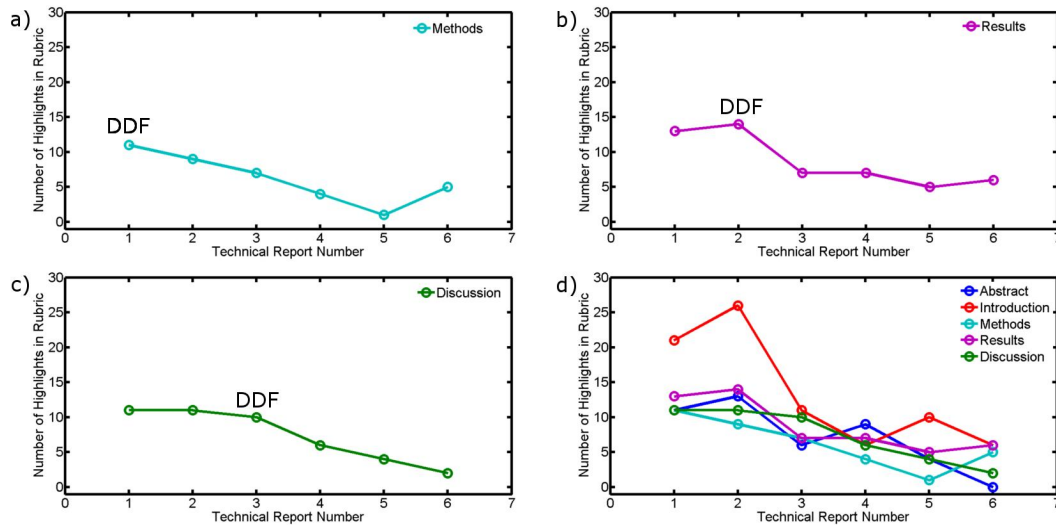 a)
Number of Highlights in Rubric
30
25
20
15
10
5
0
Methods
DDF
0 1 2 3 4 5 6 7
Technical Report Number
b)
Number of Highlights in Rubric
30
25
20
15
10
5
0
Results
DDF
0 1 2 3 4 5 6 7
Technical Report Number
c)
Number of Highlights in Rubric
30
25
20
15
10
5
0
Discussion
DDF
0 1 2 3 4 5 6 7
Technical Report Number
d)
Number of Highlights in Rubric
30
25
20
15
10
5
0
Abstract
Introduction
Methods
Results
Discussion
0 1 2 3 4 5 6 7
Technical Report Number